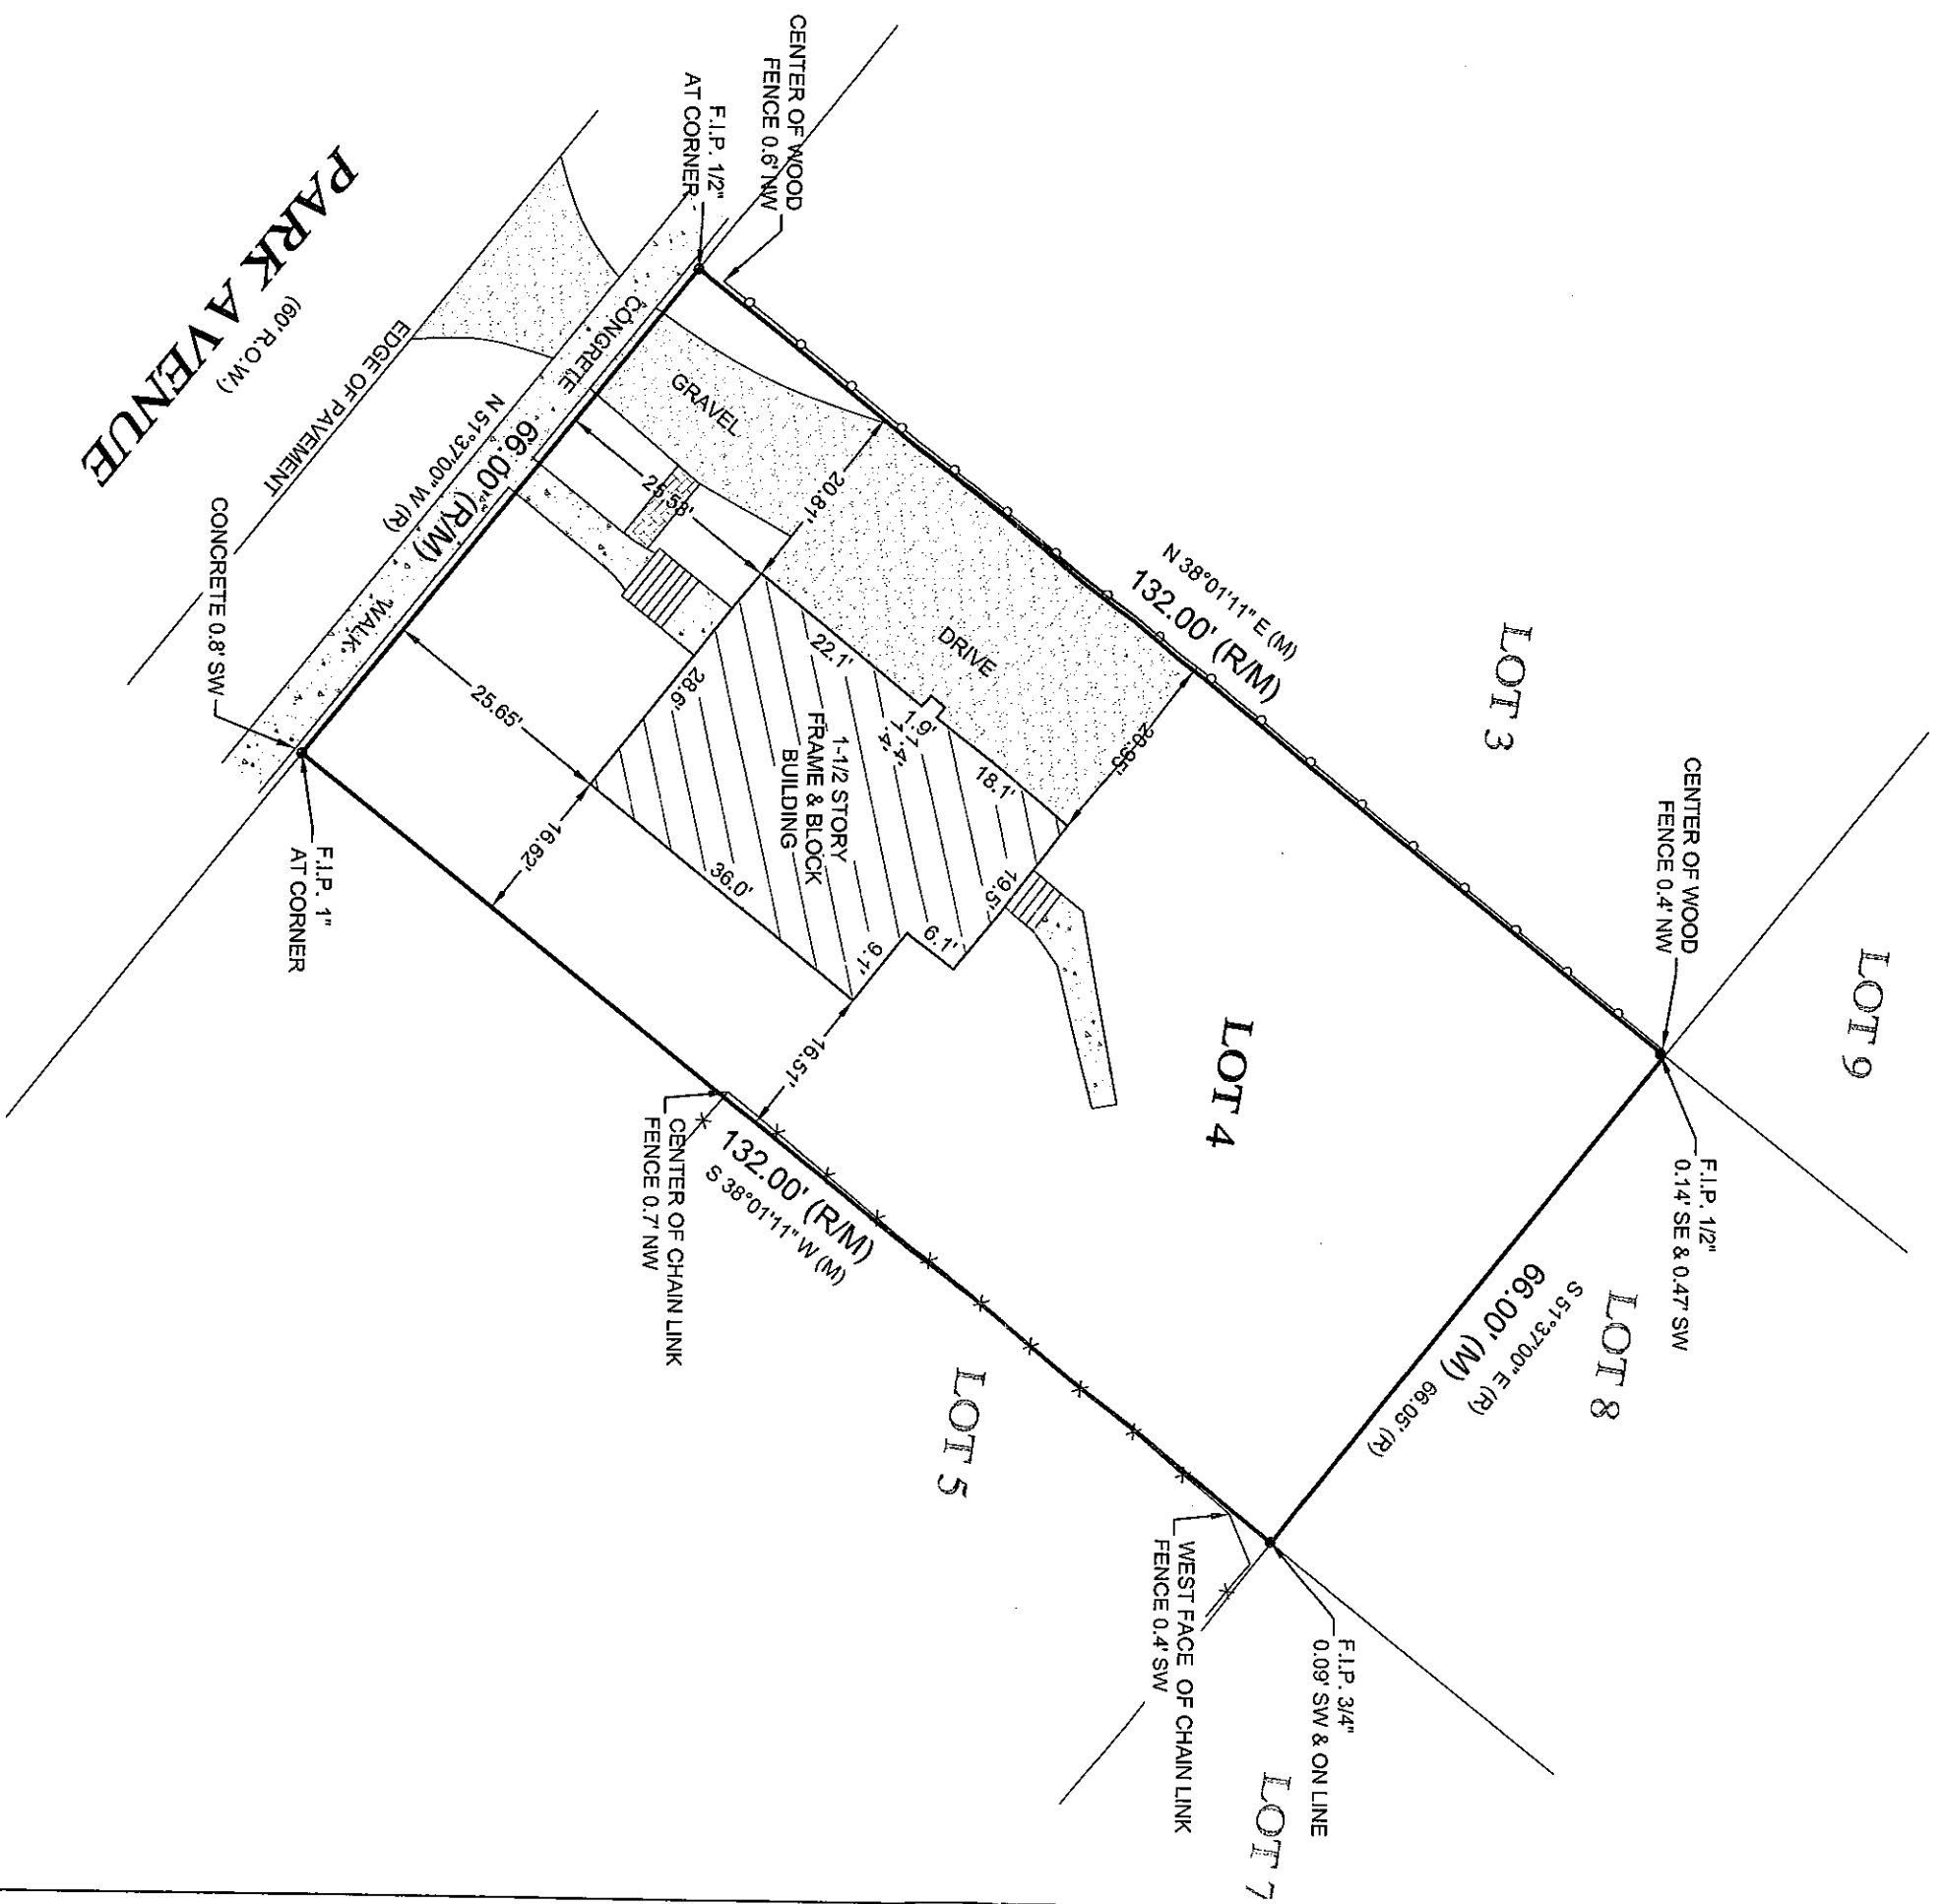 CENTER OF WOOD
FENCE 0.6' NW
F.I.P. 1/2"
AT CORNER
PARK AVENUE
(60' R.O.W.)
EDGE OF PAVEMENT
CONCRETE
WALK
N 51°37'00" W (R)
66.00' (R/M)
CONCRETE 0.8' SW
F.I.P. 1"
AT CORNER
GRAVEL
DRIVE
20.81'
25.58'
25.65'
16.62'
28.6'
22.1'
1.9'
1.4'
18.1'
20.95'
19.5'
6.1'
9.1'
36.0'
16.51'
1-1/2 STORY
FRAME & BLOCK
BUILDING
N 38°01'11" E (M)
132.00' (R/M)
LOT 3
CENTER OF WOOD
FENCE 0.4' NW
LOT 9
F.I.P. 1/2"
0.14' SE & 0.47' SW
LOT 4
LOT 8
S 51°37'00" E (R)
66.00' (M)
66.05' (R)
132.00' (R/M)
S 38°01'11" W (M)
CENTER OF CHAIN LINK
FENCE 0.7' NW
LOT 5
F.I.P. 3/4"
0.09' SW & ON LINE
WEST FACE OF CHAIN LINK
FENCE 0.4' SW
LOT 7